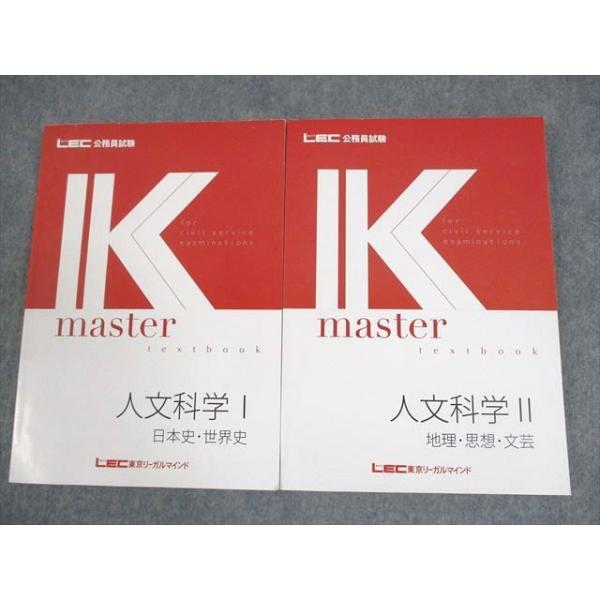 LEC公務員試験
K
for
civil service
examinations
master
textbook
人文科学 I
日本史・世界史
LEC東京リーガルマインド
LEC公務員試験
K
for
civil service
examinations
master
textbook
人文科学 II
地理・思想・文芸
LEC東京リーガルマインド